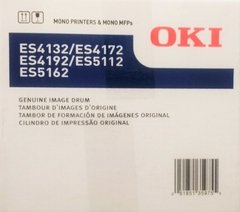 MONO PRINTERS & MONO MFPs
OKI
ES4132/ES4172
ES4192/ES5112
ES5162
GENUINE IMAGE DRUM
TAMBOUR D'IMAGES D'ORIGINE
TAMBOR DE FORMACIÓN DE IMÁGENES ORIGINAL
CILINDRO DE IMPRESSÃO ORIGINAL